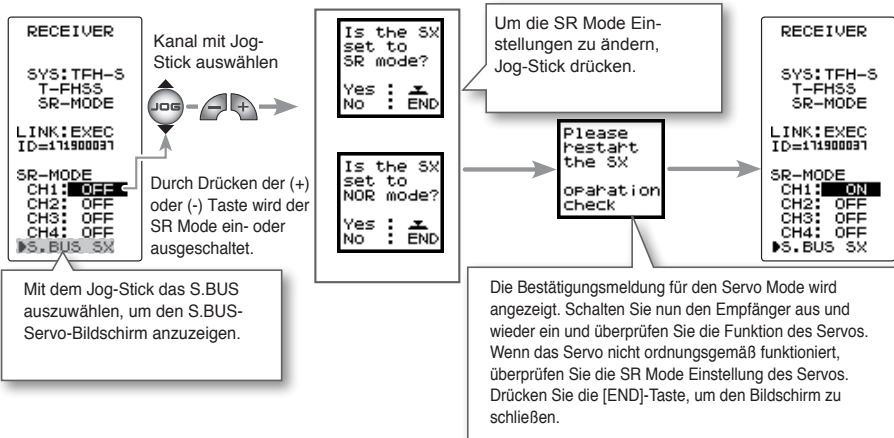 RECEIVER
SYS:TFH-S
T-FHSS
SR-MODE
LINK:EXEC
ID=171900037
SR-MODE
CH1: OFF
CH2: OFF
CH3: OFF
CH4: OFF
▶S.BUS SX
Mit dem Jog-Stick das S.BUS
auszuwählen, um den S.BUS-
Servo-Bildschirm anzuzeigen.
Kanal mit Jog-
Stick auswählen
JOG
- +
Durch Drücken der (+)
oder (-) Taste wird der
SR Mode ein- oder
ausgeschaltet.
Is the SX
set to
SR mode?
Yes :
No : END
Is the SX
set to
NOR mode?
Yes :
No : END
Um die SR Mode Ein-
stellungen zu ändern,
Jog-Stick drücken.
Please
restart
the SX
oparation
check
Die Bestätigungsmeldung für den Servo Mode wird
angezeigt. Schalten Sie nun den Empfänger aus und
wieder ein und überprüfen Sie die Funktion des Servos.
Wenn das Servo nicht ordnungsgemäß funktioniert,
überprüfen Sie die SR Mode Einstellung des Servos.
Drücken Sie die [END]-Taste, um den Bildschirm zu
schließen.
RECEIVER
SYS:TFH-S
T-FHSS
SR-MODE
LINK:EXEC
ID=171900037
SR-MODE
CH1: ON
CH2: OFF
CH3: OFF
CH4: OFF
▶S.BUS SX